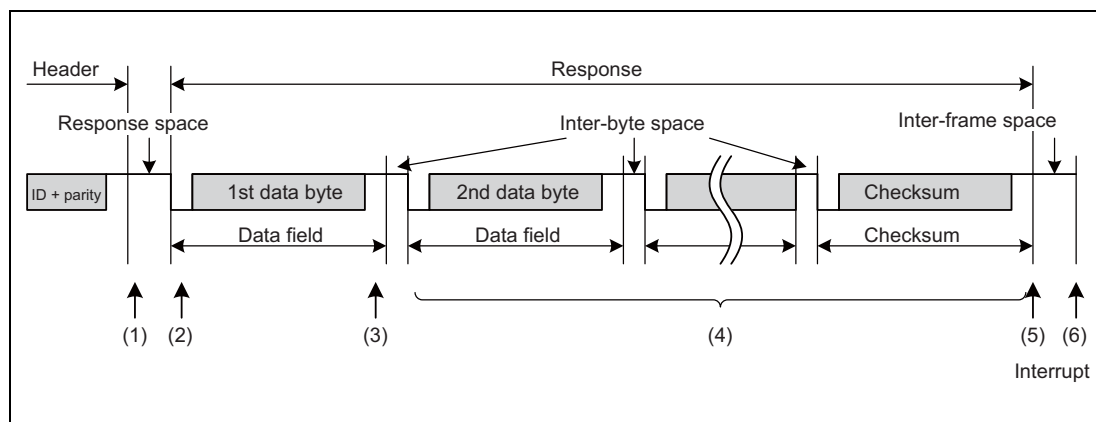 Header
Response
Response space
Inter-byte space
Inter-frame space
ID + parity
1st data byte
2nd data byte
Checksum
Data field
Data field
Checksum
(1)
(2)
(3)
(4)
(5)
(6)
Interrupt